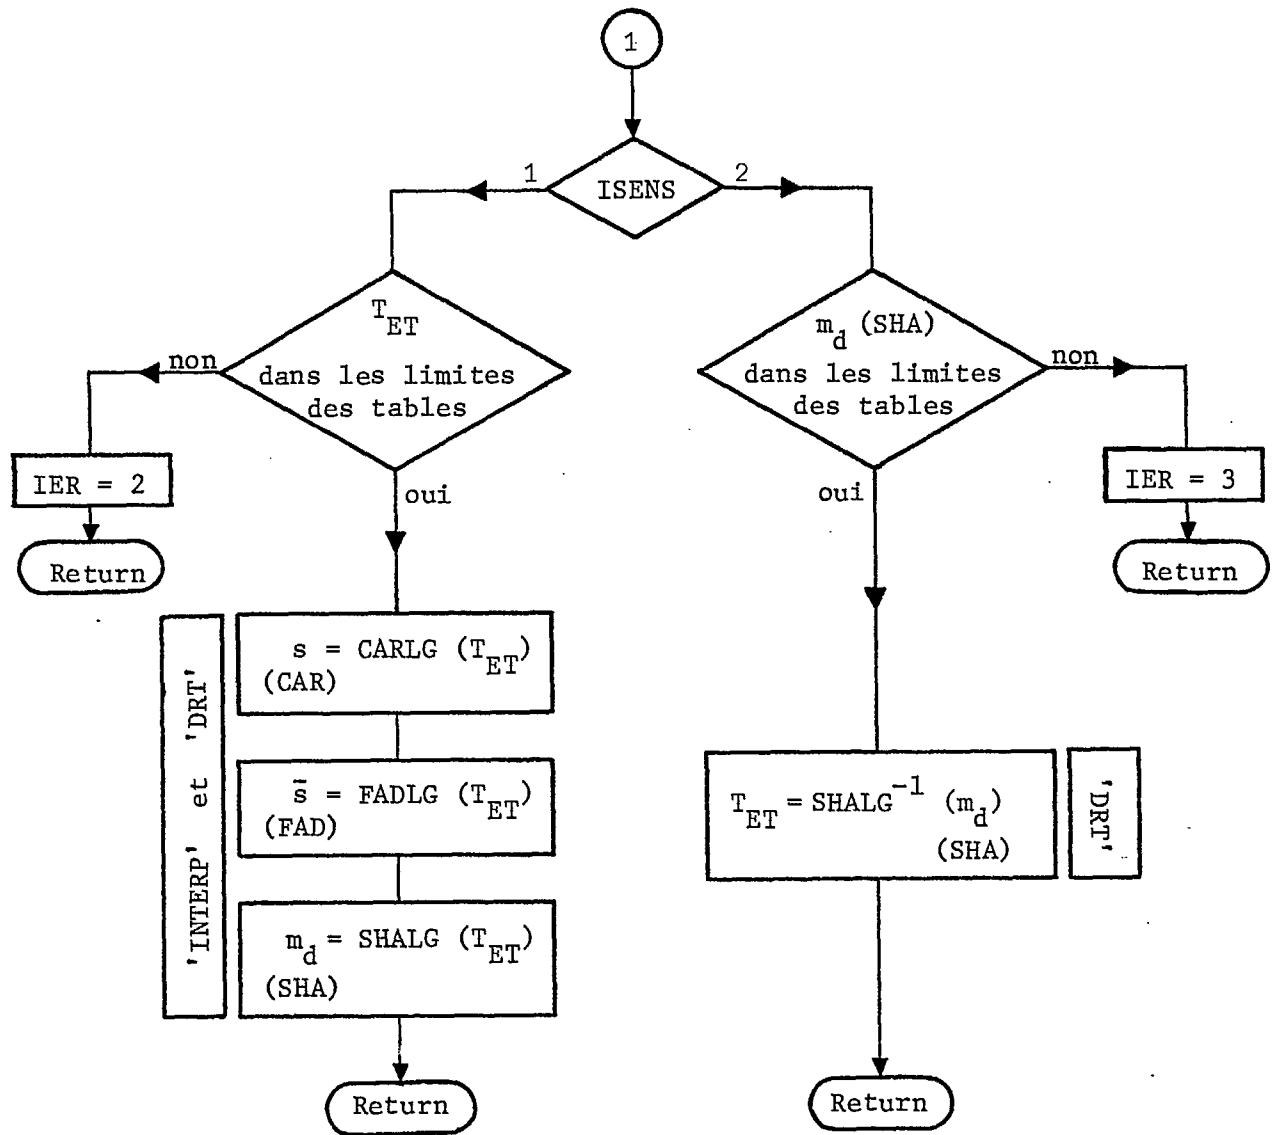 1
1
ISENS
2
T_ET
dans les limites
des tables
non
oui
m_d (SHA)
dans les limites
des tables
non
oui
IER = 2
Return
IER = 3
Return
'INTERP' et 'DRT'
s = CARLG (T_ET)
(CAR)
s̄ = FADLG (T_ET)
(FAD)
m_d = SHALG (T_ET)
(SHA)
Return
T_ET = SHALG^-1 (m_d)
(SHA)
'DRT'
Return